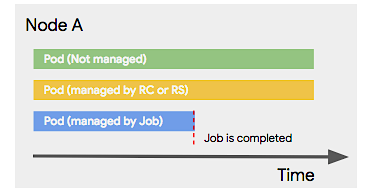 Node A
Pod (Not managed)
Pod (managed by RC or RS)
Pod (managed by Job)
Job is completed
Time